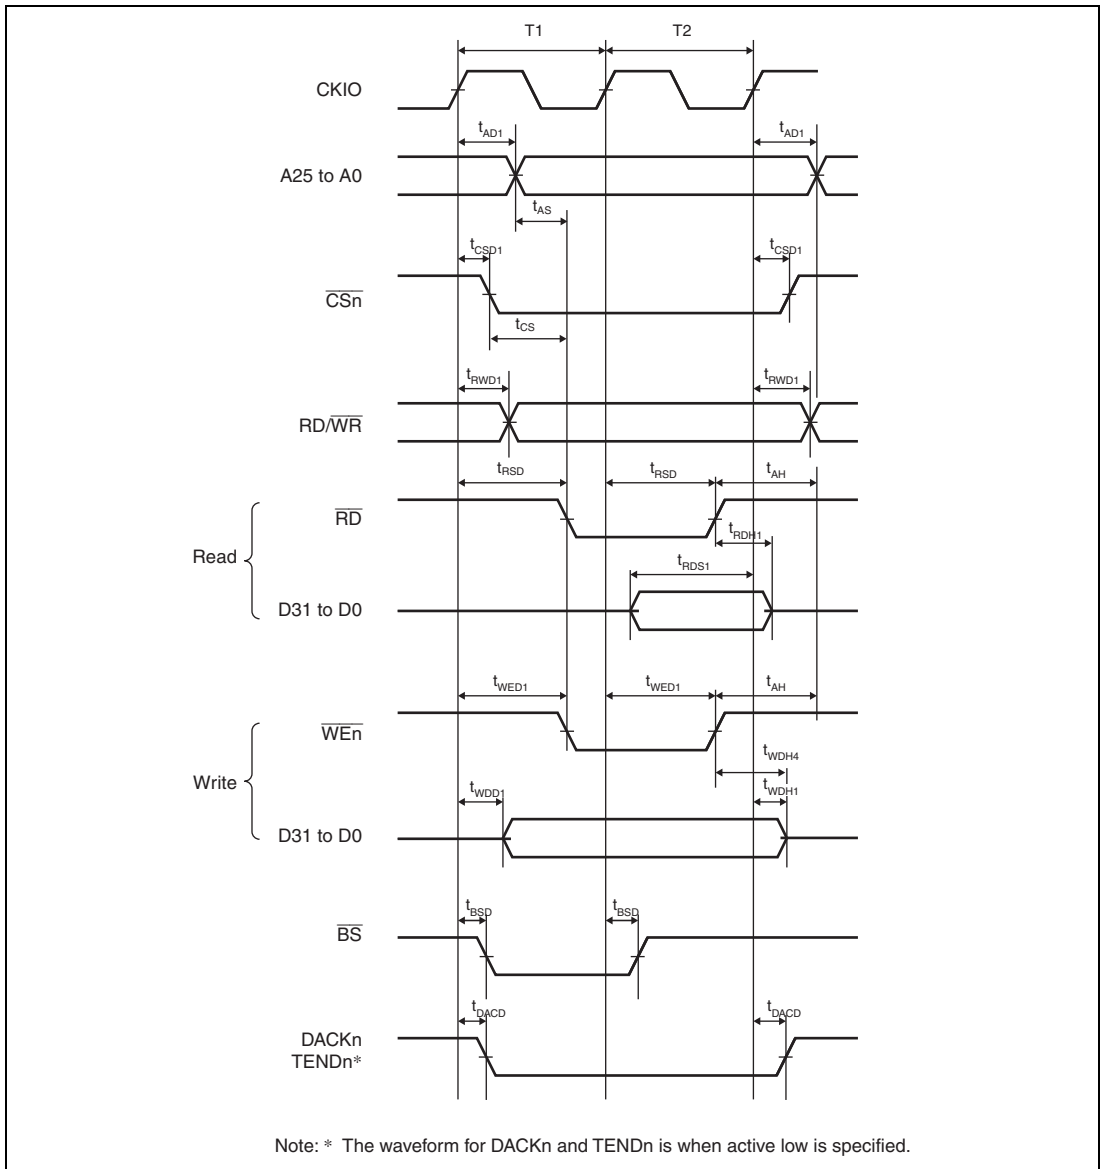 T1 T2
CKIO
tAD1 tAD1
A25 to A0
tAS
tCSD1 tCSD1
CSn
tCS
tRWD1 tRWD1
RD/WR
tRSD tRSD tAH
RD
tRDH1
Read
tRDS1
D31 to D0
tWED1 tWED1 tAH
WEn
tWDH4
Write
tWDD1 tWDH1
D31 to D0
tBSD tBSD
BS
tDACD tDACD
DACKn
TENDn*
Note: * The waveform for DACKn and TENDn is when active low is specified.